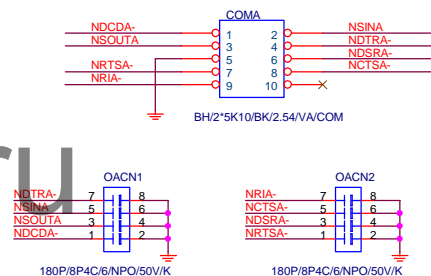 COMA
NDCDA- 1 2 NSINA
NSOUTA 3 4 NDTRA-
5 6 NDSRA-
NRTSA- 7 8 NCTSA-
NRIA- 9 10
BH/2*5K10/BK/2.54/VA/COM
ru
OACN1 OACN2
NDTRA- 7 8 NRIA- 7 8
NSINA 5 6 NCTSA- 5 6
NSOUTA 3 4 NDSRA- 3 4
NDCDA- 1 2 NRTSA- 1 2
180P/8P4C/6/NPO/50V/K 180P/8P4C/6/NPO/50V/K